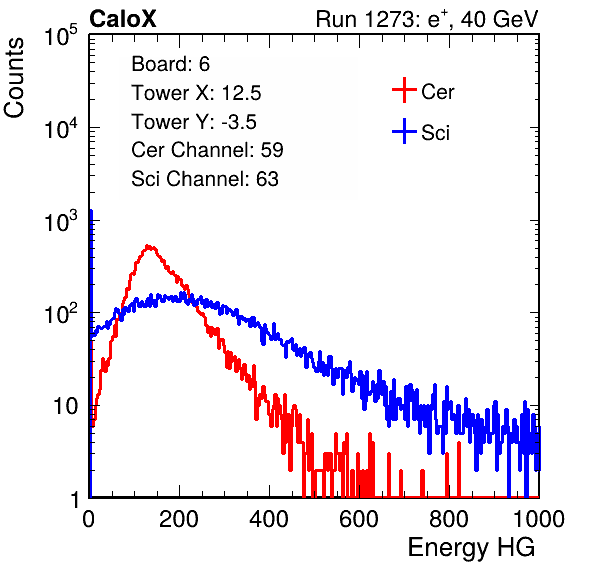 CaloX Run 1273: e⁺, 40 GeV
Counts
10⁵
10⁴
10³
10²
10
1
Board: 6
Tower X: 12.5
Tower Y: -3.5
Cer Channel: 59
Sci Channel: 63
Cer
Sci
0 200 400 600 800 1000
Energy HG